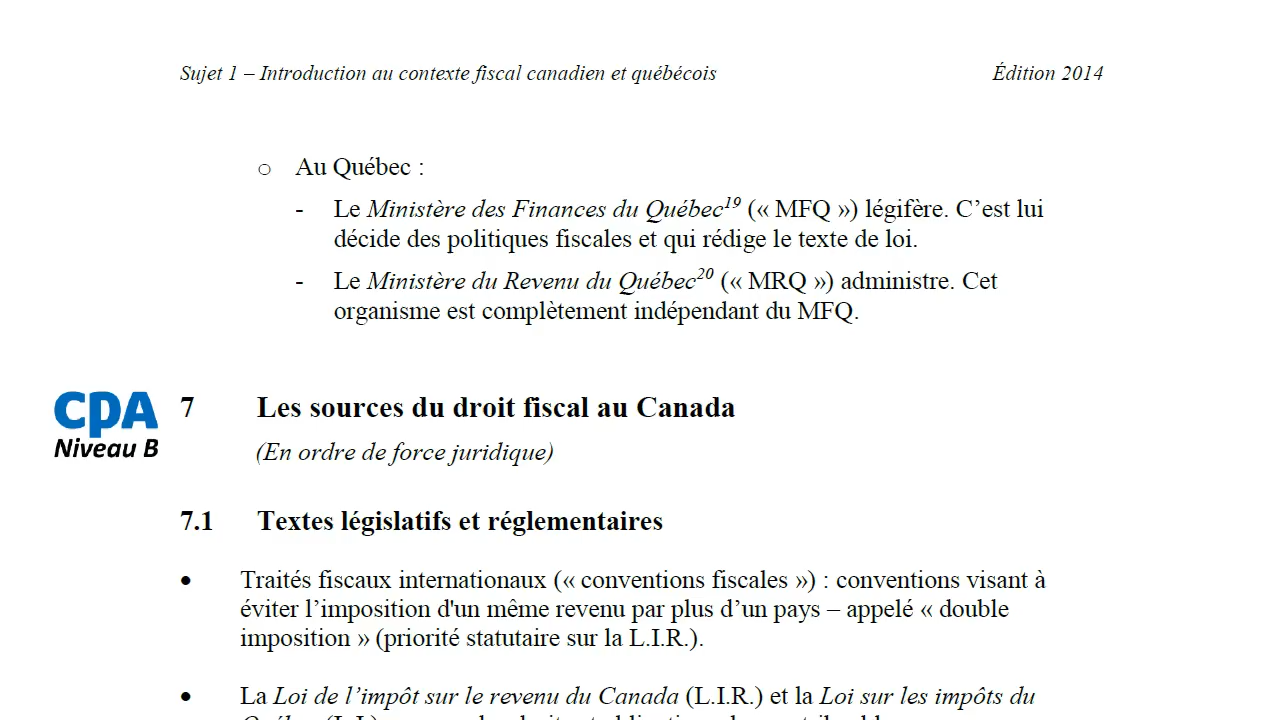 Sujet 1 – Introduction au contexte fiscal canadien et québécois Édition 2014
o Au Québec :
- Le Ministère des Finances du Québec19 (« MFQ ») légifère. C’est lui
décide des politiques fiscales et qui rédige le texte de loi.
- Le Ministère du Revenu du Québec20 (« MRQ ») administre. Cet
organisme est complètement indépendant du MFQ.
CPA
Niveau B
7 Les sources du droit fiscal au Canada
(En ordre de force juridique)
7.1 Textes législatifs et réglementaires
• Traités fiscaux internationaux (« conventions fiscales ») : conventions visant à
éviter l’imposition d'un même revenu par plus d’un pays – appelé « double
imposition » (priorité statutaire sur la L.I.R.).
• La Loi de l’impôt sur le revenu du Canada (L.I.R.) et la Loi sur les impôts du